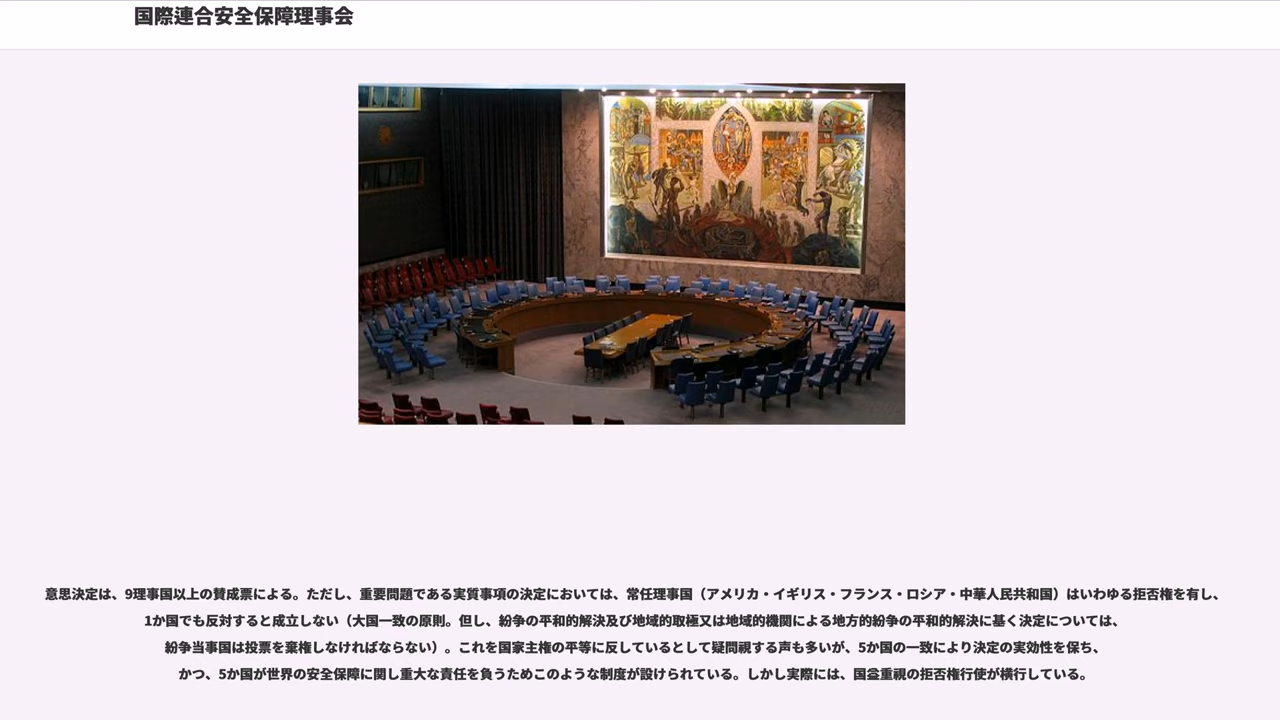 国際連合安全保障理事会
意思決定は、9理事国以上の賛成票による。ただし、重要問題である実質事項の決定においては、常任理事国（アメリカ・イギリス・フランス・ロシア・中華人民共和国）はいわゆる拒否権を有し、
1か国でも反対すると成立しない（大国一致の原則。但し、紛争の平和的解決及び地域的取極又は地域的機関による地方的紛争の平和的解決に基く決定については、
紛争当事国は投票を棄権しなければならない）。これを国家主権の平等に反しているとして疑問視する声も多いが、5か国の一致により決定の実効性を保ち、
かつ、5か国が世界の安全保障に関し重大な責任を負うためこのような制度が設けられている。しかし実際には、国益重視の拒否権行使が横行している。